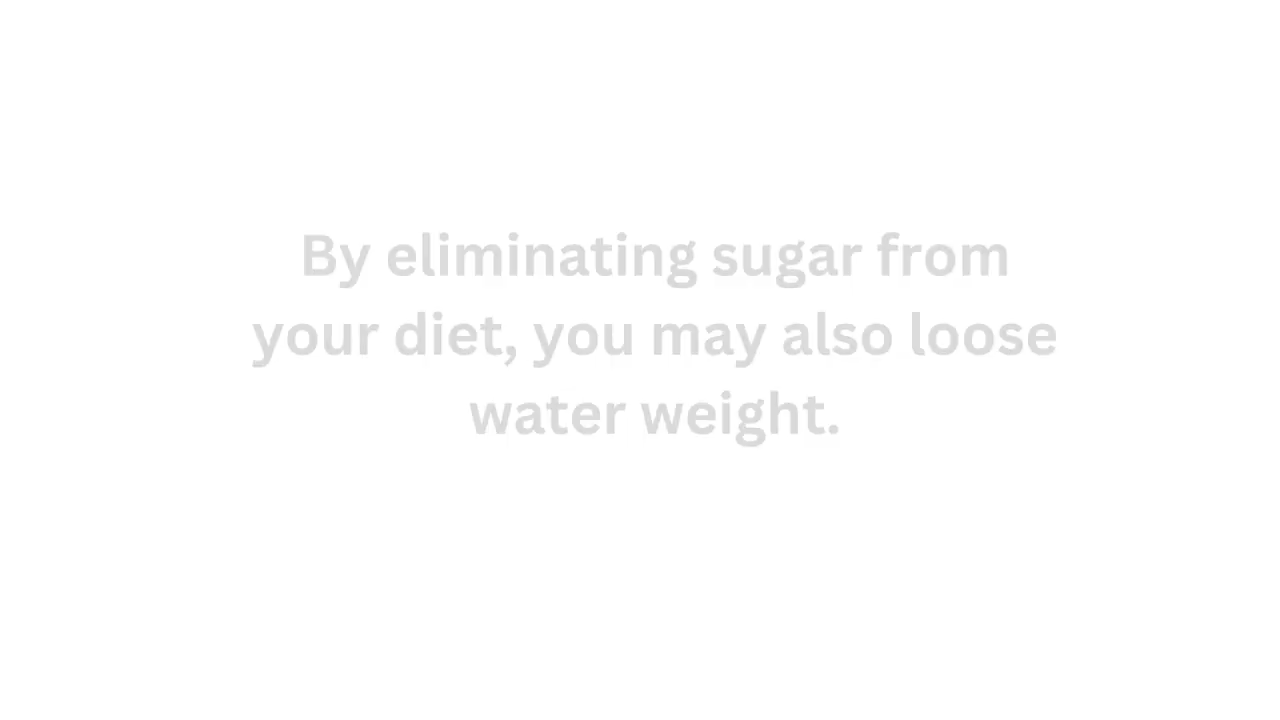 By eliminating sugar from
your diet, you may also loose
water weight.